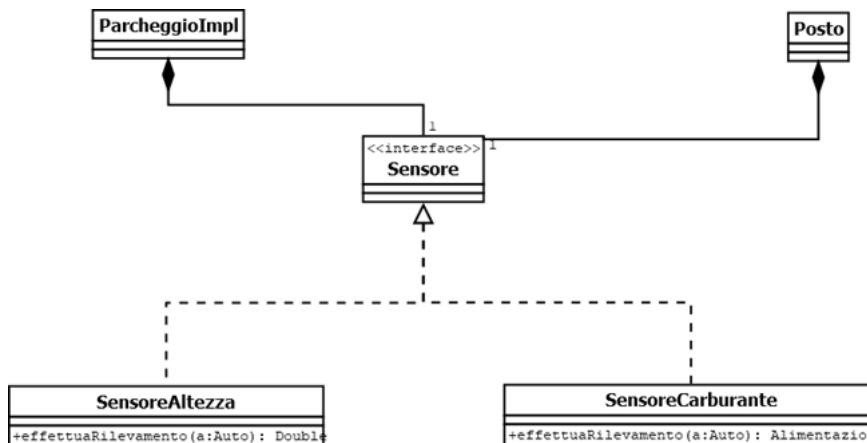 ParcheggioImpl
Posto
1
<<interface>>
1
Sensore
SensoreAltezza
+effettuaRilevamento(a:Auto): Double
SensoreCarburante
+effettuaRilevamento(a:Auto): Alimentazio